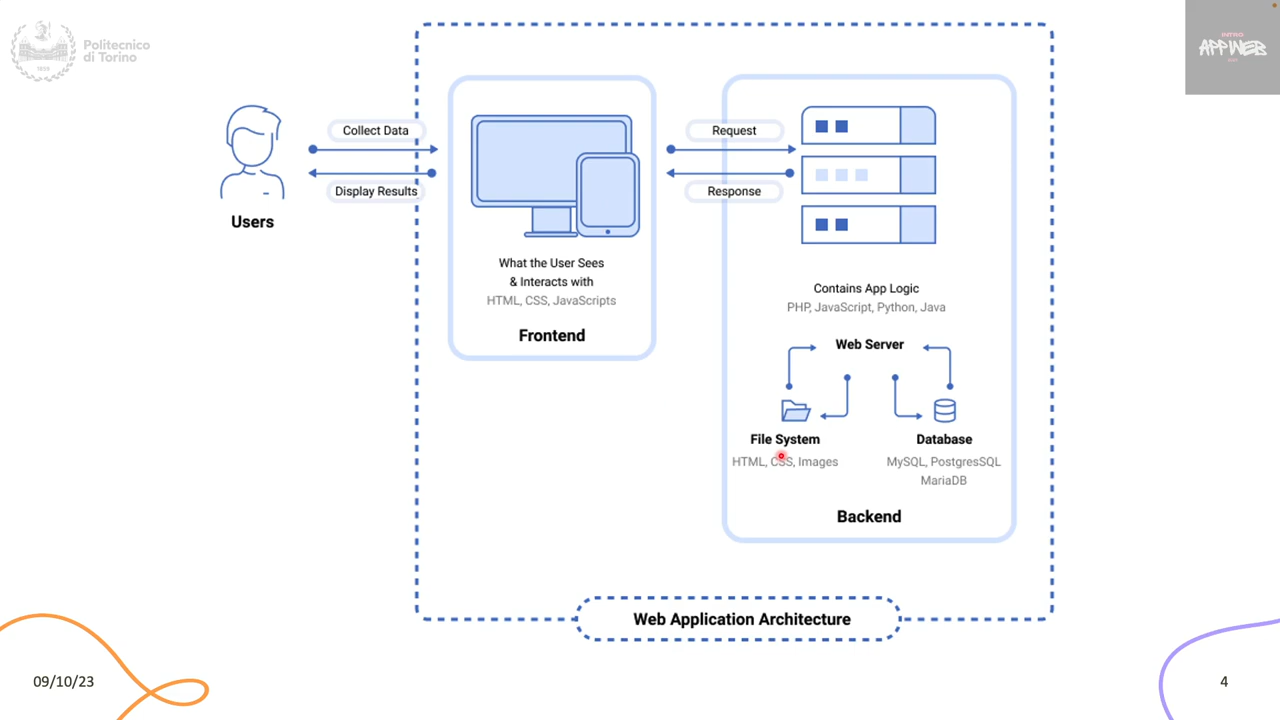 Politecnico
di Torino
1859
INTRO
APPWEB
Collect Data
Display Results
Users
What the User Sees
& Interacts with
HTML, CSS, JavaScripts
Frontend
Request
Response
Contains App Logic
PHP, JavaScript, Python, Java
Web Server
File System
HTML, CSS, Images
Database
MySQL, PostgresSQL
MariaDB
Backend
Web Application Architecture
09/10/23
4